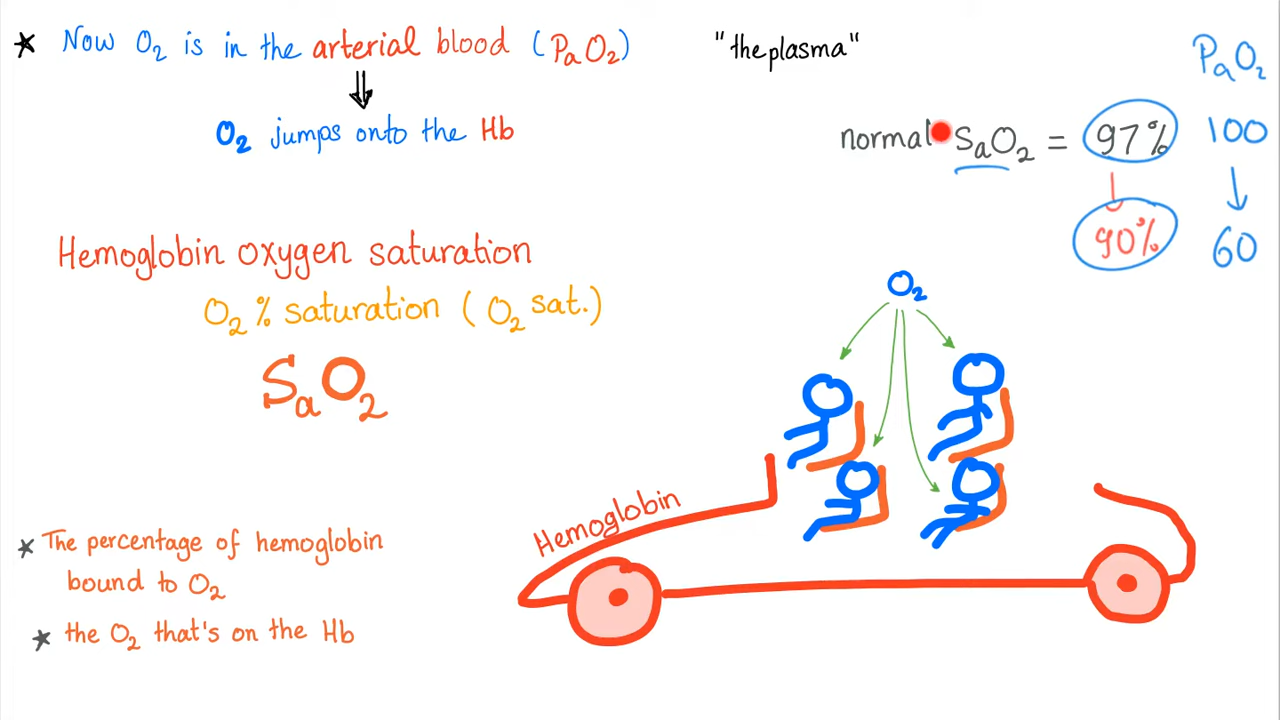 ★ Now O₂ is in the arterial blood (PaO₂) "the plasma"
⇓
O₂ jumps onto the Hb
PaO₂
normal SaO₂ = 97% 100
↓ ↓
90% 60
Hemoglobin oxygen saturation
O₂ % saturation (O₂ sat.)
SaO₂
O₂
Hemoglobin
★ The percentage of hemoglobin
bound to O₂
★ the O₂ that's on the Hb